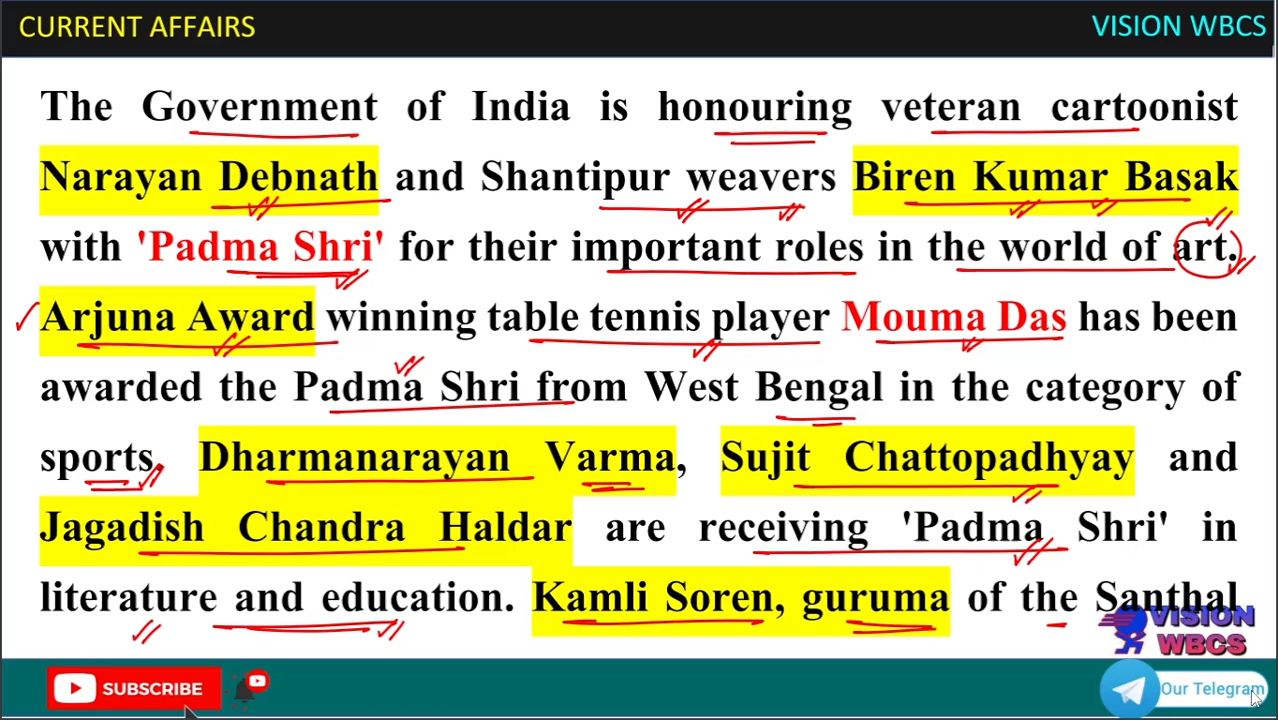 CURRENT AFFAIRS
VISION WBCS
The Government of India is honouring veteran cartoonist
Narayan Debnath and Shantipur weavers Biren Kumar Basak
with 'Padma Shri' for their important roles in the world of art.
Arjuna Award winning table tennis player Mouma Das has been
awarded the Padma Shri from West Bengal in the category of
sports. Dharmanarayan Varma, Sujit Chattopadhyay and
Jagadish Chandra Haldar are receiving 'Padma Shri' in
literature and education. Kamli Soren, guruma of the Santhal
VISION
WBCS
SUBSCRIBE
Our Telegram